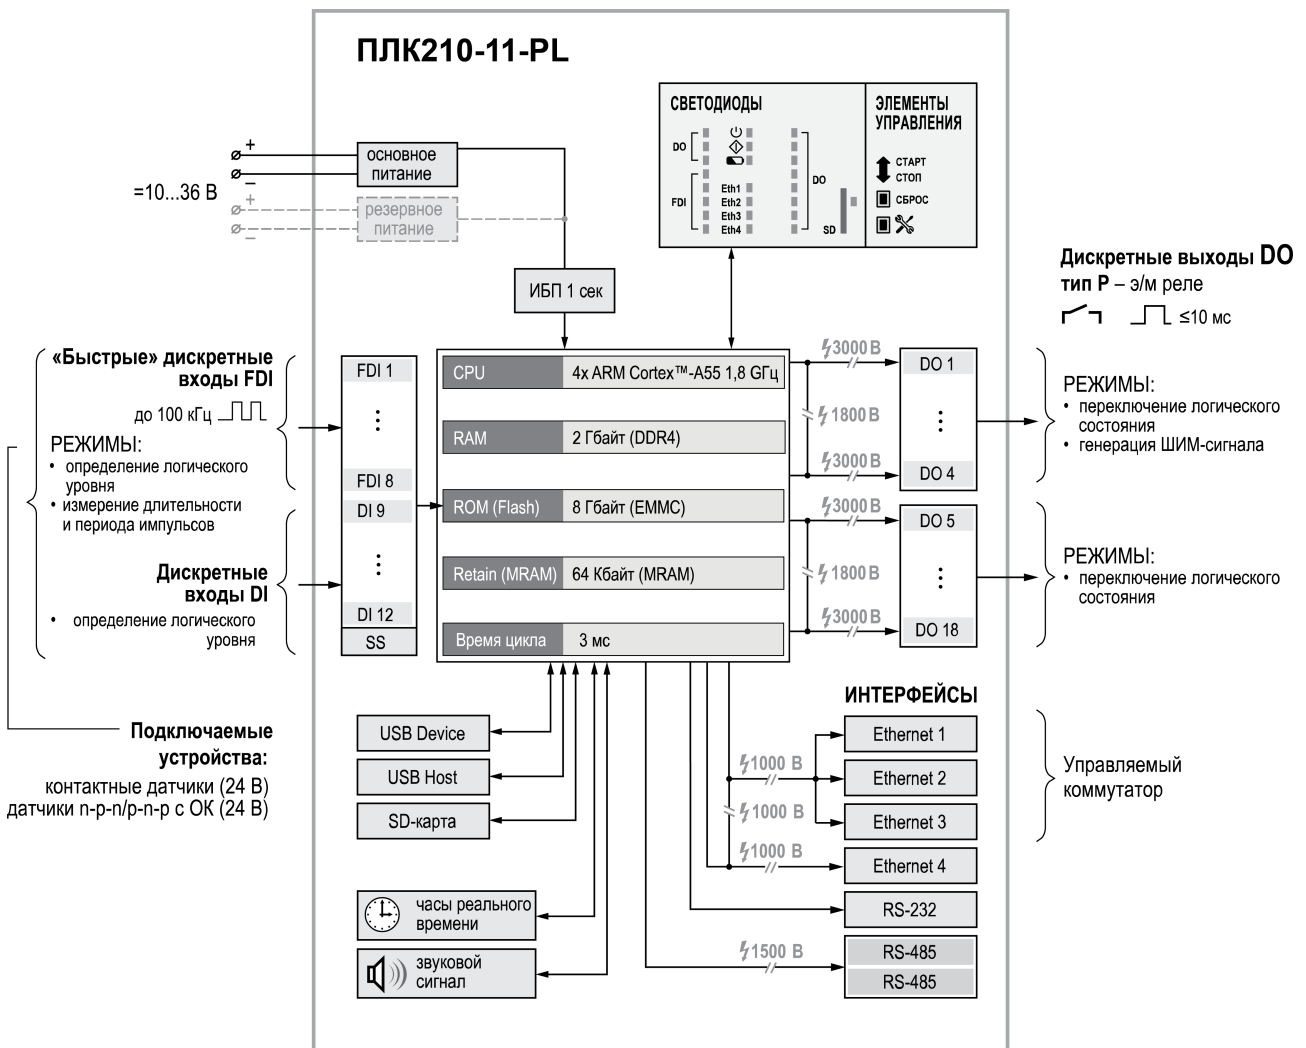 ПЛК210-11-PL
СВЕТОДИОДЫ
DO
FDI
Eth1
Eth2
Eth3
Eth4
DO
SD
ЭЛЕМЕНТЫ
УПРАВЛЕНИЯ
СТАРТ
СТОП
СБРОС
=10...36 В
+
–
+
–
основное
питание
резервное
питание
ИБП 1 сек
Дискретные выходы DO
тип Р – э/м реле
≤10 мс
«Быстрые» дискретные
входы FDI
до 100 кГц
РЕЖИМЫ:
• определение логического
уровня
• измерение длительности
и периода импульсов
Дискретные
входы DI
• определение логического
уровня
Подключаемые
устройства:
контактные датчики (24 В)
датчики n-p-n/p-n-p с ОК (24 В)
FDI 1
FDI 8
DI 9
DI 12
SS
CPU 4x ARM Cortex™-A55 1,8 GГц
RAM 2 Гбайт (DDR4)
ROM (Flash) 8 Гбайт (EMMC)
Retain (MRAM) 64 Кбайт (MRAM)
Время цикла 3 мс
3000 В
1800 В
3000 В
3000 В
1800 В
3000 В
DO 1
DO 4
DO 5
DO 18
РЕЖИМЫ:
• переключение логического
состояния
• генерация ШИМ-сигнала
РЕЖИМЫ:
• переключение логического
состояния
USB Device
USB Host
SD-карта
часы реального
времени
звуковой
сигнал
ИНТЕРФЕЙСЫ
1000 В
1000 В
1000 В
1500 В
Ethernet 1
Ethernet 2
Ethernet 3
Ethernet 4
RS-232
RS-485
RS-485
Управляемый
коммутатор